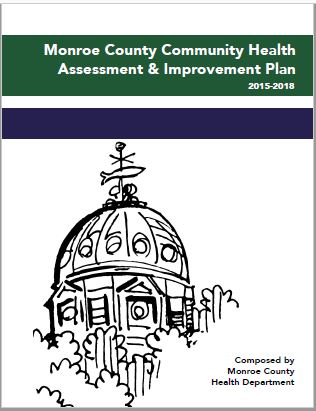 Monroe County Community Health
Assessment & Improvement Plan
2015-2018
Composed by
Monroe County
Health Department